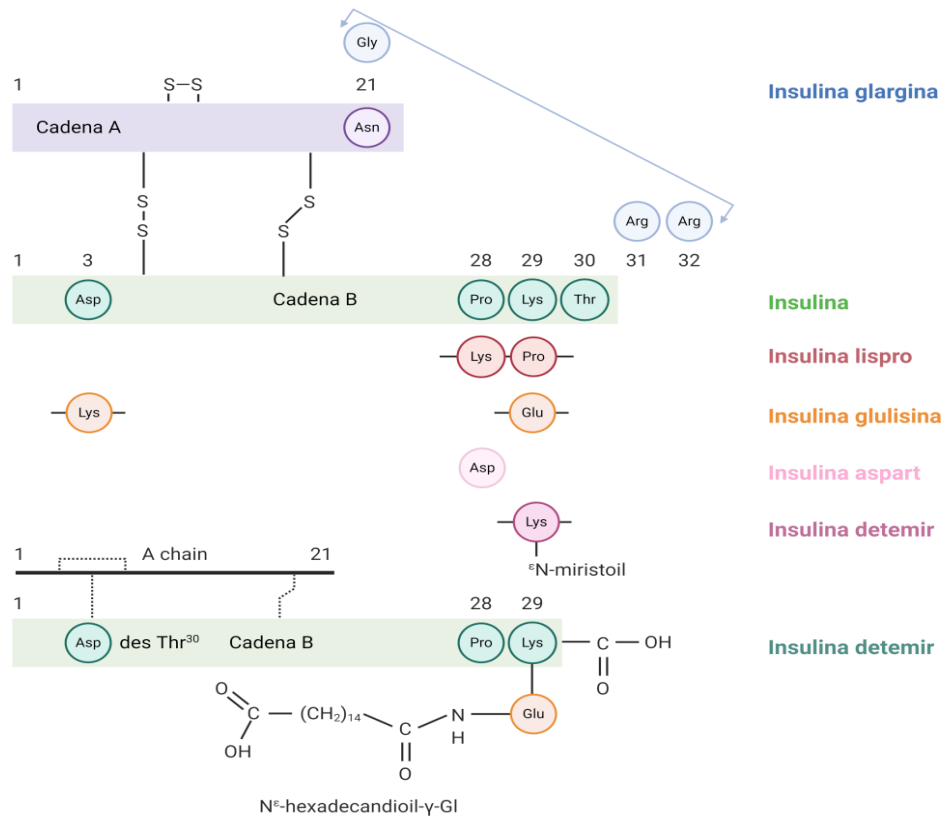 Gly
1 S–S 21 Insulina glargina
Cadena A Asn
S S
S S
Arg Arg
1 3 28 29 30 31 32
Asp Cadena B Pro Lys Thr Insulina
Lys Pro Insulina lispro
Lys Glu Insulina glulisina
Asp Insulina aspart
Lys Insulina detemir
1 A chain 21
ᵋN-miristoil
1 28 29
Asp des Thr³⁰ Cadena B Pro Lys C OH Insulina detemir
O
O C (CH₂)₁₄ N Glu
OH C H
O
Nᵋ-hexadecandioil-γ-Gl